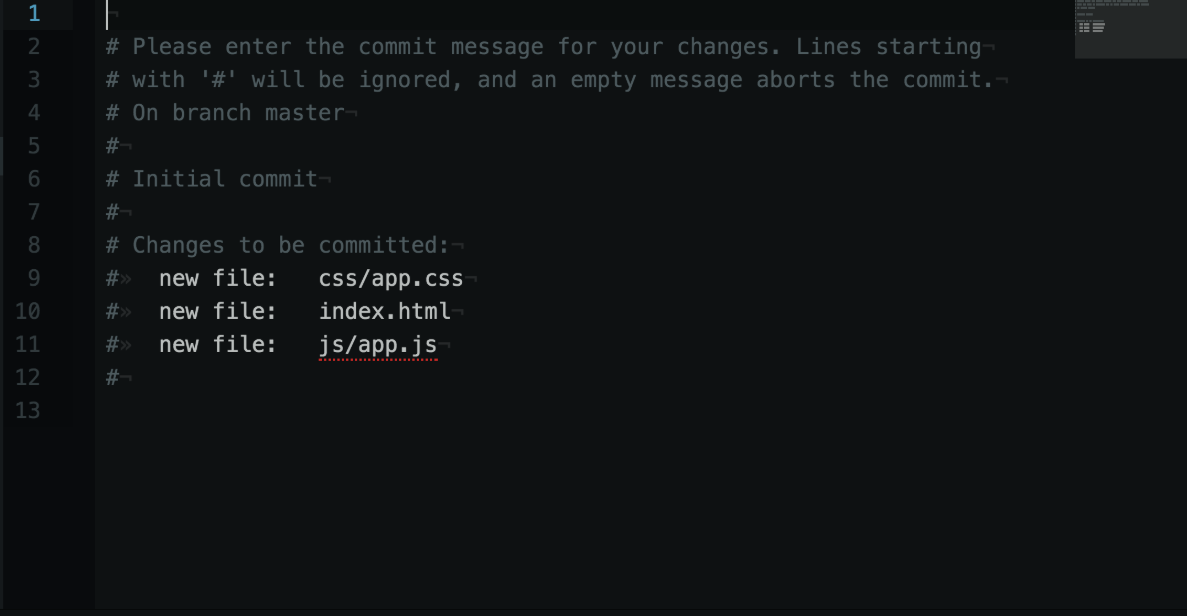 1 ¬
2 # Please enter the commit message for your changes. Lines starting¬
3 # with '#' will be ignored, and an empty message aborts the commit.¬
4 # On branch master¬
5 #¬
6 # Initial commit¬
7 #¬
8 # Changes to be committed:¬
9 #» new file:   css/app.css¬
10 #» new file:   index.html¬
11 #» new file:   js/app.js¬
12 #¬
13